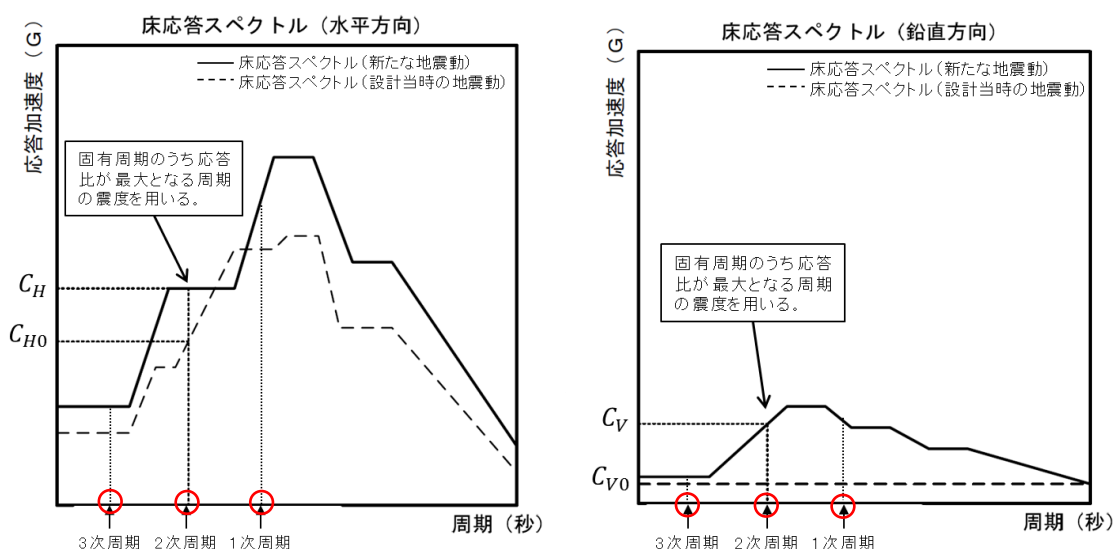 床応答スペクトル（水平方向）
応答加速度（G）
床応答スペクトル(新たな地震動)
床応答スペクトル(設計当時の地震動)
固有周期のうち応答
比が最大となる周期
の震度を用いる。
C_H
C_{H0}
周期（秒）
3次周期 2次周期 1次周期
床応答スペクトル（鉛直方向）
応答加速度（G）
床応答スペクトル(新たな地震動)
床応答スペクトル(設計当時の地震動)
固有周期のうち応答
比が最大となる周期
の震度を用いる。
C_V
C_{V0}
周期（秒）
3次周期 2次周期 1次周期